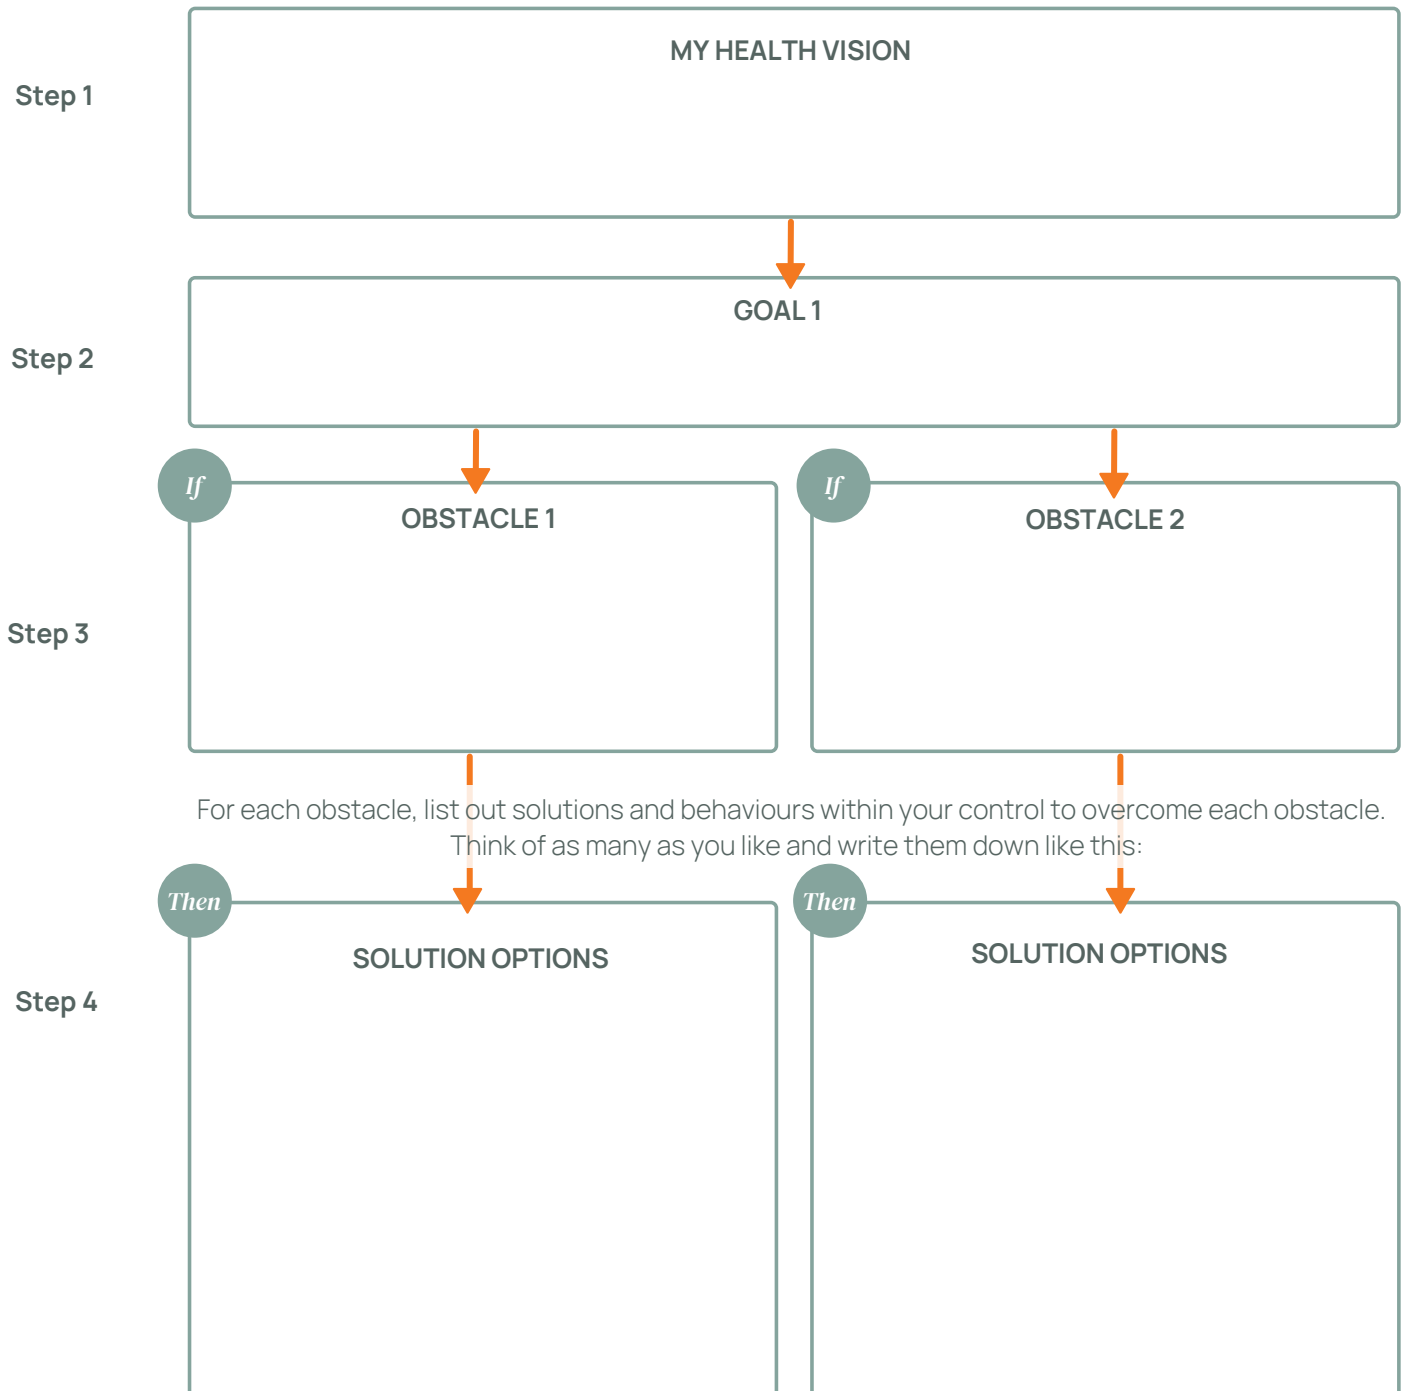 MY HEALTH VISION
Step 1
GOAL 1
Step 2
If
If
OBSTACLE 1
OBSTACLE 2
Step 3
For each obstacle, list out solutions and behaviours within your control to overcome each obstacle.
Think of as many as you like and write them down like this:
Then
Then
SOLUTION OPTIONS
SOLUTION OPTIONS
Step 4